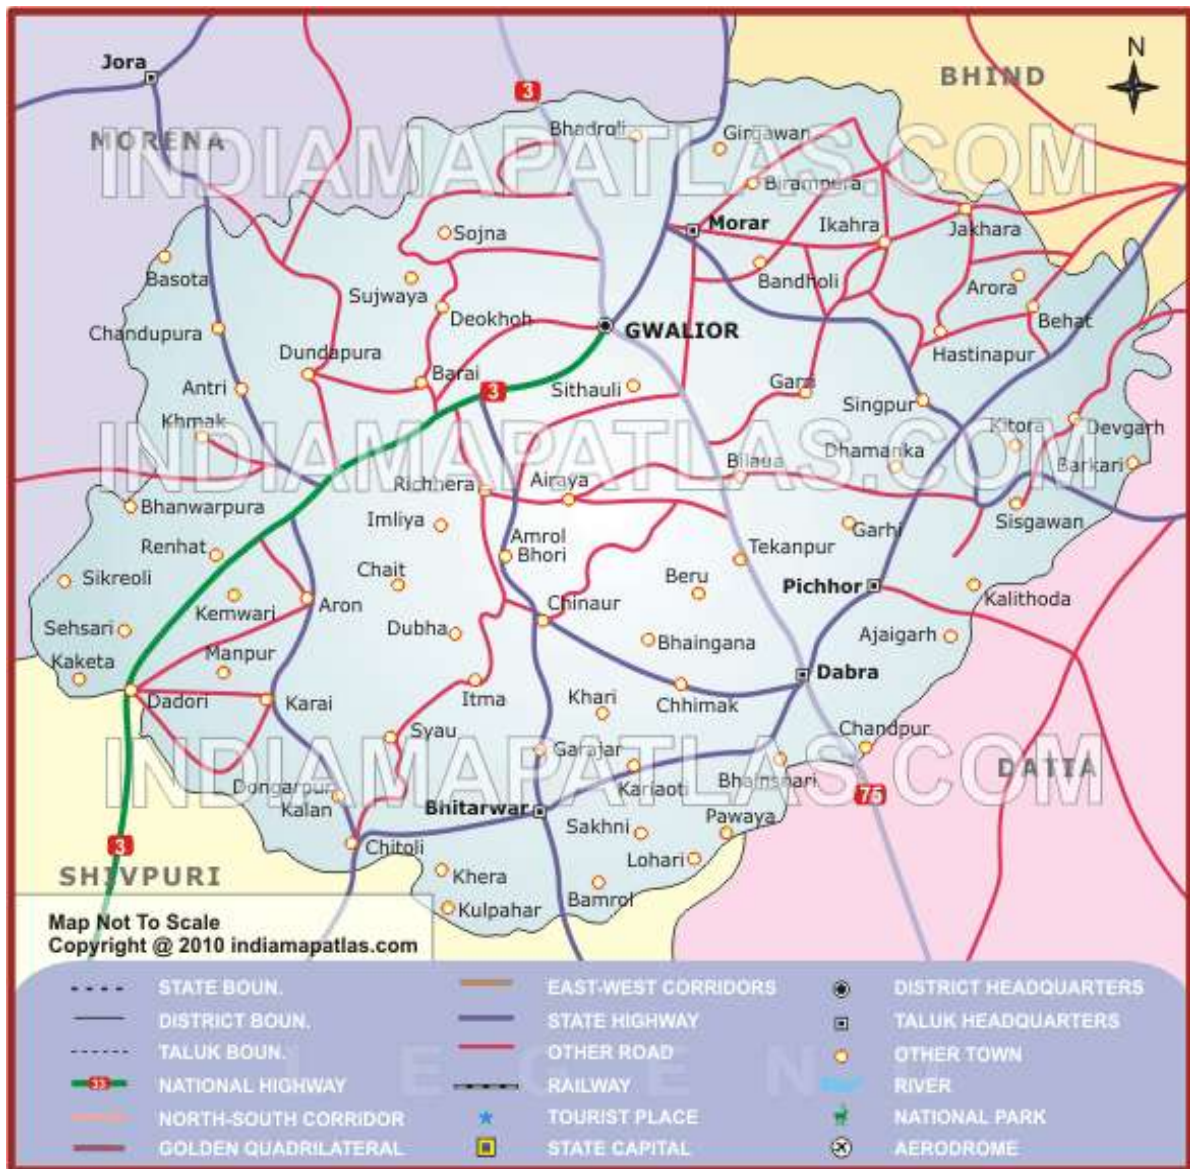 N
Jora
3
BHIND
Bhadroli
Girgawan
MORENA
INDIAMAPATLAS.COM
Birampura
Morar
Ikahra
Jakhara
Sojna
Basota
Sujwaya
Bandholi
Arora
Deokhoh
Behat
Chandupura
GWALIOR
Dundapura
Hastinapur
Barai
Antri
3
Sithauli
Garai
Singpur
Khmak
Kitora
Devgarh
INDIAMAPATLAS.COM
Dhamanka
Bilaua
Barkari
Richhera
Airaya
Bhanwarpura
Imliya
Sisgawan
Amrol
Garhi
Renhat
Bhori
Tekanpur
Chait
Beru
Sikreoli
Pichhor
Kemwari
Aron
Chinaur
Kalithoda
Sehsari
Dubha
Bhaingana
Ajaigarh
Manpur
Kaketa
Dabra
Dadori
Karai
Itma
Khari
Chhimak
Syau
Chandpur
Garajar
INDIAMAPATLAS.COM
DATIA
Dongarpur
Kalan
Kariaoti
Bhainshari
75
Bhitarwar
Sakhni
Pawaya
3
Chitoli
Lohari
SHIVPURI
Khera
Bamrol
Kulpahar
Map Not To Scale
Copyright @ 2010 indiamapatlas.com
LEGEND
STATE BOUN.
EAST-WEST CORRIDORS
DISTRICT HEADQUARTERS
DISTRICT BOUN.
STATE HIGHWAY
TALUK HEADQUARTERS
TALUK BOUN.
OTHER ROAD
OTHER TOWN
33
NATIONAL HIGHWAY
RAILWAY
RIVER
NORTH-SOUTH CORRIDOR
TOURIST PLACE
NATIONAL PARK
GOLDEN QUADRILATERAL
STATE CAPITAL
AERODROME